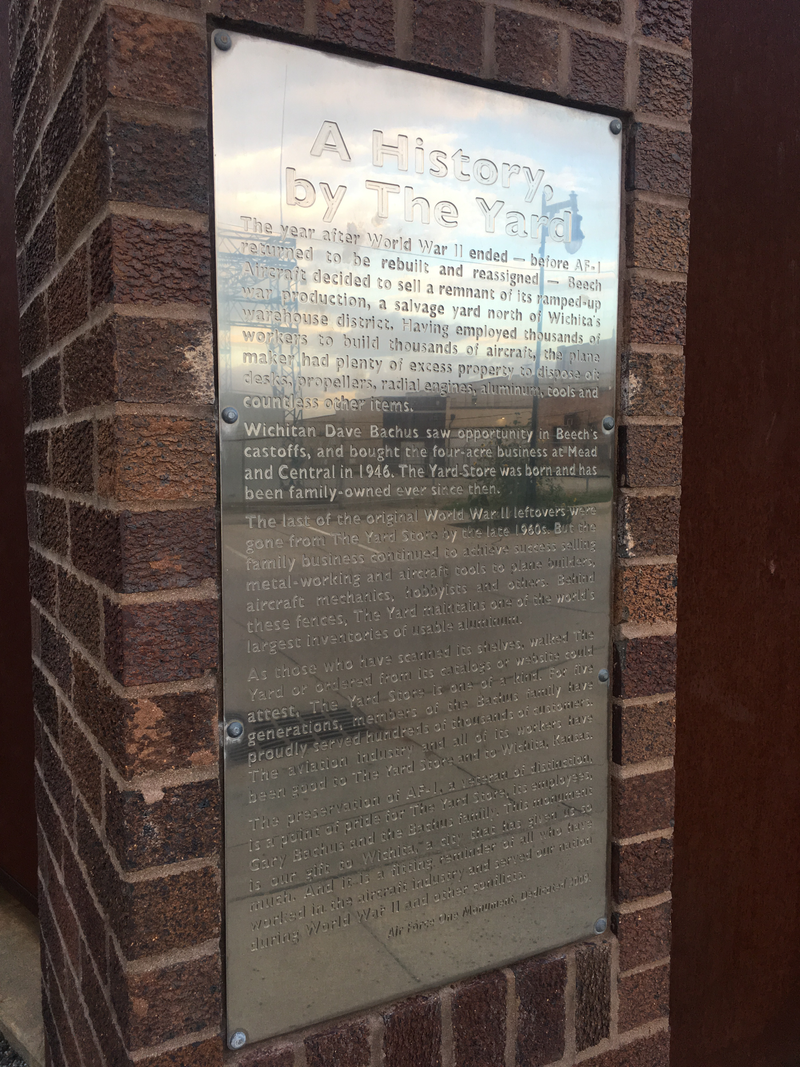 A History,
by The Yard
The year after World War II ended — before AF-1
returned to be rebuilt and reassigned — Beech
Aircraft decided to sell a remnant of its ramped-up
war production, a salvage yard north of Wichita's
warehouse district. Having employed thousands of
workers to build thousands of aircraft, the plane
maker had plenty of excess property to dispose of:
desks, propellers, radial engines, aluminum, tools and
countless other items.
Wichitan Dave Bachus saw opportunity in Beech's
castoffs, and bought the four-acre business at Mead
and Central in 1946. The Yard Store was born and has
been family-owned ever since then.
The last of the original World War II leftovers were
gone from The Yard Store by the late 1960s. But the
family business continued to achieve success selling
metal-working and aircraft tools to plane builders,
aircraft mechanics, hobbyists and others. Behind
these fences, The Yard maintains one of the world's
largest inventories of usable aluminum.
As those who have scanned its shelves, walked The
Yard or ordered from its catalogs or website could
attest, The Yard Store is one-of-a-kind. For five
generations, members of the Bachus family have
proudly served hundreds of thousands of customers.
The aviation industry and all of its workers have
been good to The Yard Store and to Wichita, Kansas.
The preservation of AF-1, a veteran of distinction,
is a point of pride for The Yard Store, its employees,
Gary Bachus and the Bachus family. This monument
is our gift to Wichita, a city that has given us so
much. And it is a fitting reminder of all who have
worked in the aircraft industry and served our nation
during World War II and other conflicts.
Air Force One Monument, Dedicated